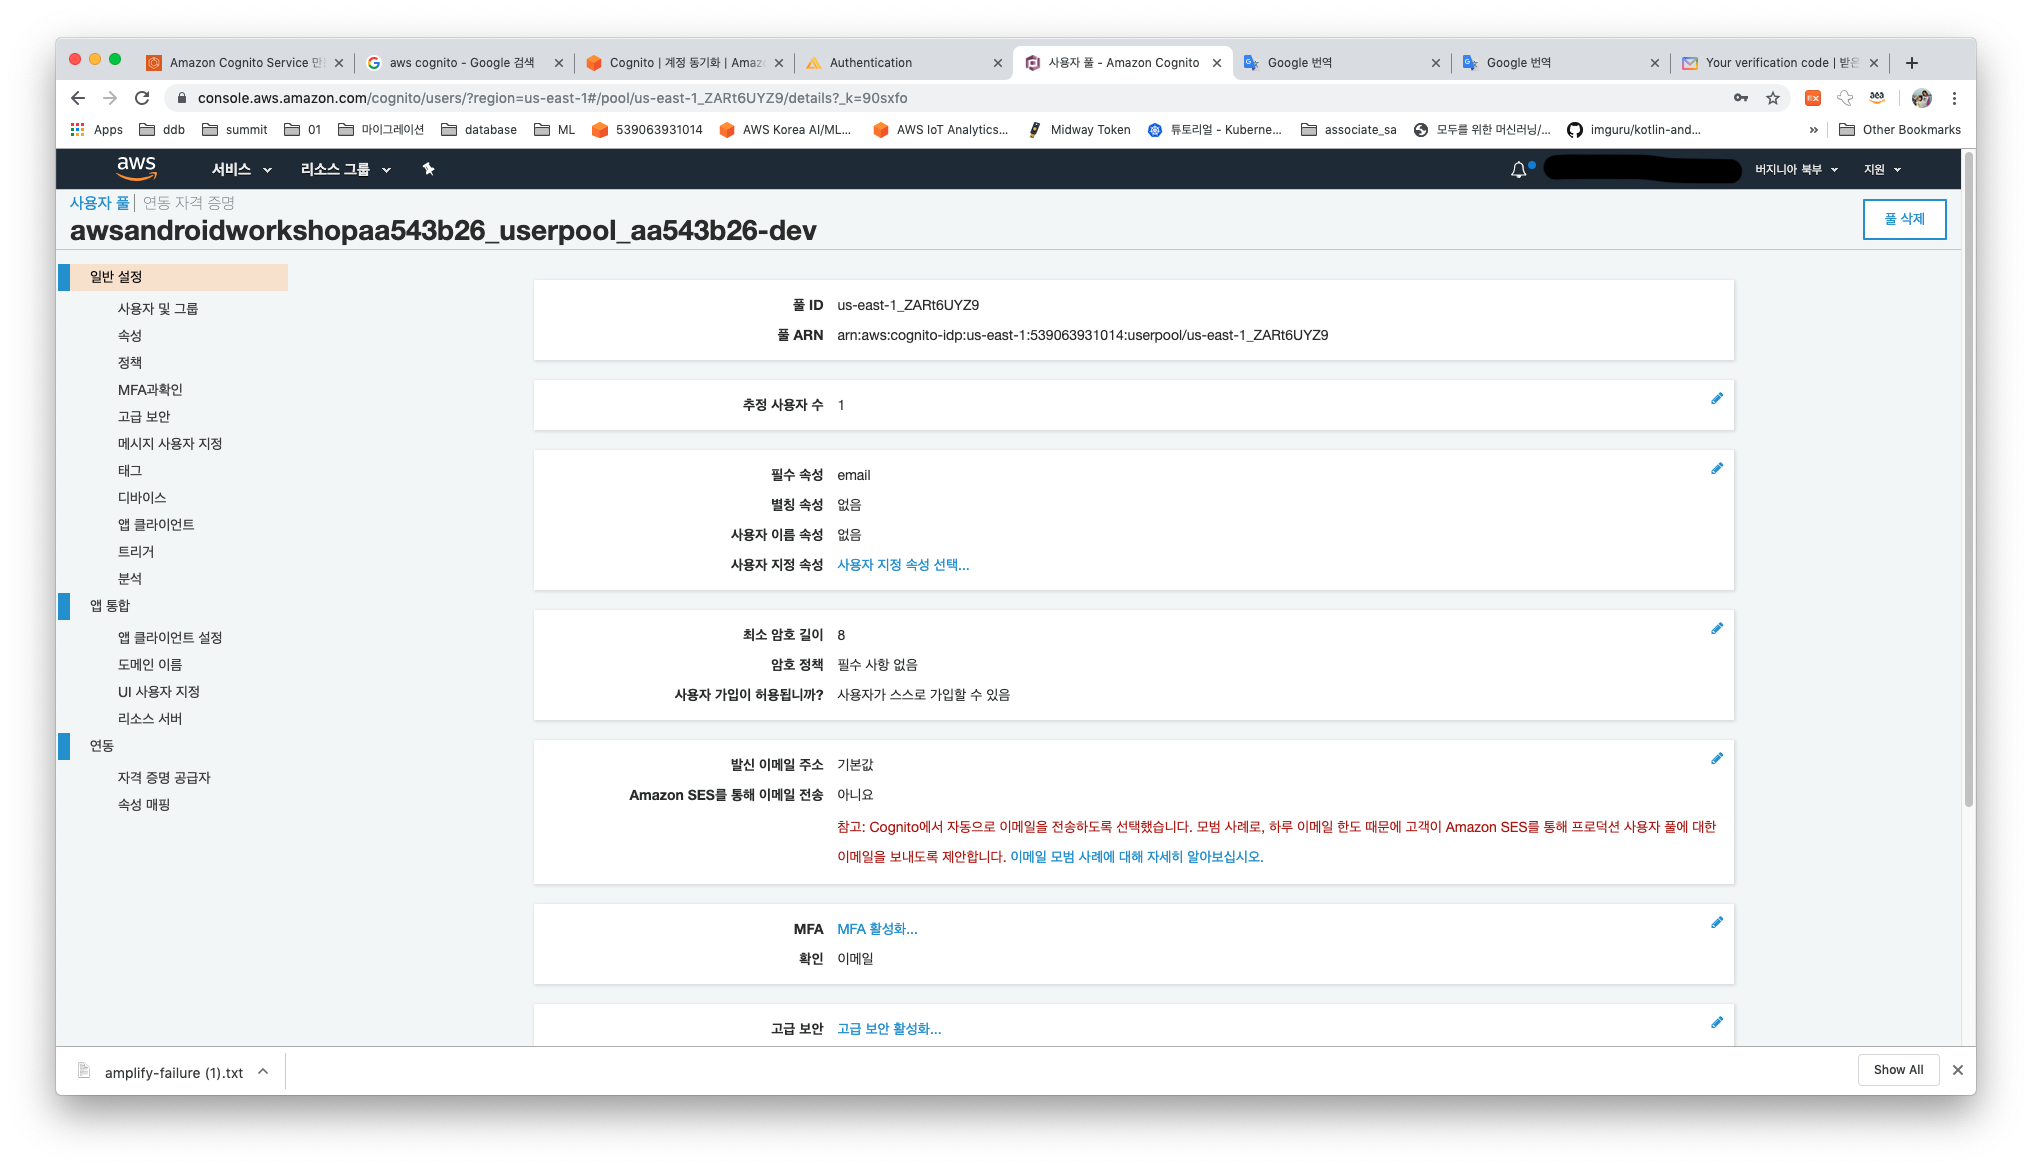 Amazon Cognito Service 만
aws cognito - Google 검색
Cognito | 계정 동기화 | Amaz
Authentication
사용자 풀 - Amazon Cognito
Google 번역
Google 번역
Your verification code | 받은
console.aws.amazon.com/cognito/users/?region=us-east-1#/pool/us-east-1_ZARt6UYZ9/details?_k=90sxfo
Apps
ddb
summit
01
마이그레이션
database
ML
539063931014
AWS Korea AI/ML...
AWS IoT Analytics...
Midway Token
튜토리얼 - Kuberne...
associate_sa
모두를 위한 머신러닝/...
imguru/kotlin-and...
Other Bookmarks
aws
서비스
리소스 그룹
버지니아 북부
지원
사용자 풀 | 연동 자격 증명
awsandroidworkshopaa543b26_userpool_aa543b26-dev
풀 삭제
일반 설정
사용자 및 그룹
속성
정책
MFA과확인
고급 보안
메시지 사용자 지정
태그
디바이스
앱 클라이언트
트리거
분석
앱 통합
앱 클라이언트 설정
도메인 이름
UI 사용자 지정
리소스 서버
연동
자격 증명 공급자
속성 매핑
풀 ID us-east-1_ZARt6UYZ9
풀 ARN arn:aws:cognito-idp:us-east-1:539063931014:userpool/us-east-1_ZARt6UYZ9
추정 사용자 수 1
필수 속성 email
별칭 속성 없음
사용자 이름 속성 없음
사용자 지정 속성 사용자 지정 속성 선택...
최소 암호 길이 8
암호 정책 필수 사항 없음
사용자 가입이 허용됩니까? 사용자가 스스로 가입할 수 있음
발신 이메일 주소 기본값
Amazon SES를 통해 이메일 전송 아니요
참고: Cognito에서 자동으로 이메일을 전송하도록 선택했습니다. 모범 사례로, 하루 이메일 한도 때문에 고객이 Amazon SES를 통해 프로덕션 사용자 풀에 대한
이메일을 보내도록 제안합니다. 이메일 모범 사례에 대해 자세히 알아보십시오.
MFA MFA 활성화...
확인 이메일
고급 보안 고급 보안 활성화...
amplify-failure (1).txt
Show All